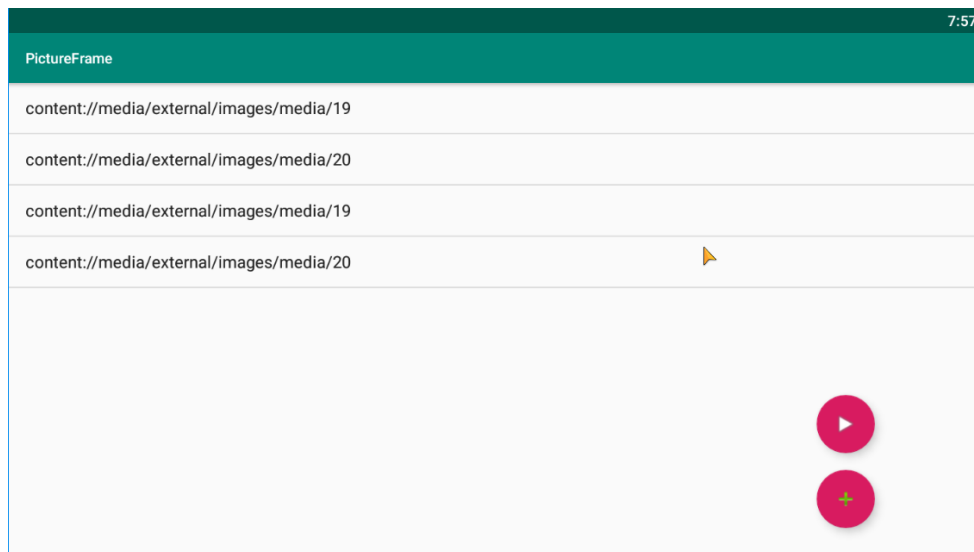 7:57
PictureFrame
content://media/external/images/media/19
content://media/external/images/media/20
content://media/external/images/media/19
content://media/external/images/media/20